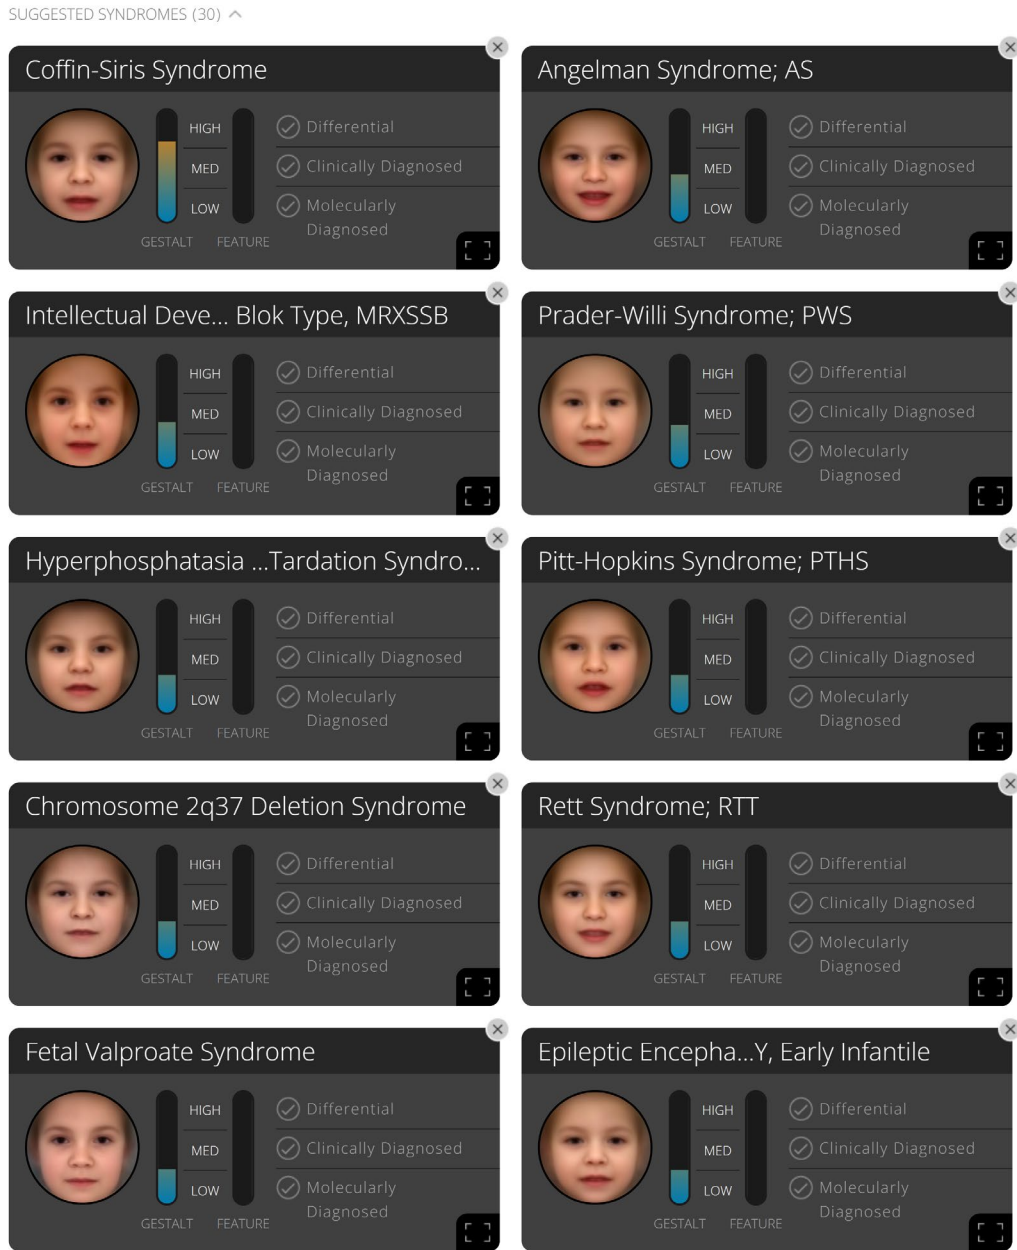 SUGGESTED SYNDROMES (30)
Coffin-Siris Syndrome
HIGH
MED
LOW
GESTALT FEATURE
Differential
Clinically Diagnosed
Molecularly
Diagnosed
Angelman Syndrome; AS
HIGH
MED
LOW
GESTALT FEATURE
Differential
Clinically Diagnosed
Molecularly
Diagnosed
Intellectual Deve... Blok Type, MRXSSB
HIGH
MED
LOW
GESTALT FEATURE
Differential
Clinically Diagnosed
Molecularly
Diagnosed
Prader-Willi Syndrome; PWS
HIGH
MED
LOW
GESTALT FEATURE
Differential
Clinically Diagnosed
Molecularly
Diagnosed
Hyperphosphatasia ...Tardation Syndro...
HIGH
MED
LOW
GESTALT FEATURE
Differential
Clinically Diagnosed
Molecularly
Diagnosed
Pitt-Hopkins Syndrome; PTHS
HIGH
MED
LOW
GESTALT FEATURE
Differential
Clinically Diagnosed
Molecularly
Diagnosed
Chromosome 2q37 Deletion Syndrome
HIGH
MED
LOW
GESTALT FEATURE
Differential
Clinically Diagnosed
Molecularly
Diagnosed
Rett Syndrome; RTT
HIGH
MED
LOW
GESTALT FEATURE
Differential
Clinically Diagnosed
Molecularly
Diagnosed
Fetal Valproate Syndrome
HIGH
MED
LOW
GESTALT FEATURE
Differential
Clinically Diagnosed
Molecularly
Diagnosed
Epileptic Encepha...Y, Early Infantile
HIGH
MED
LOW
GESTALT FEATURE
Differential
Clinically Diagnosed
Molecularly
Diagnosed